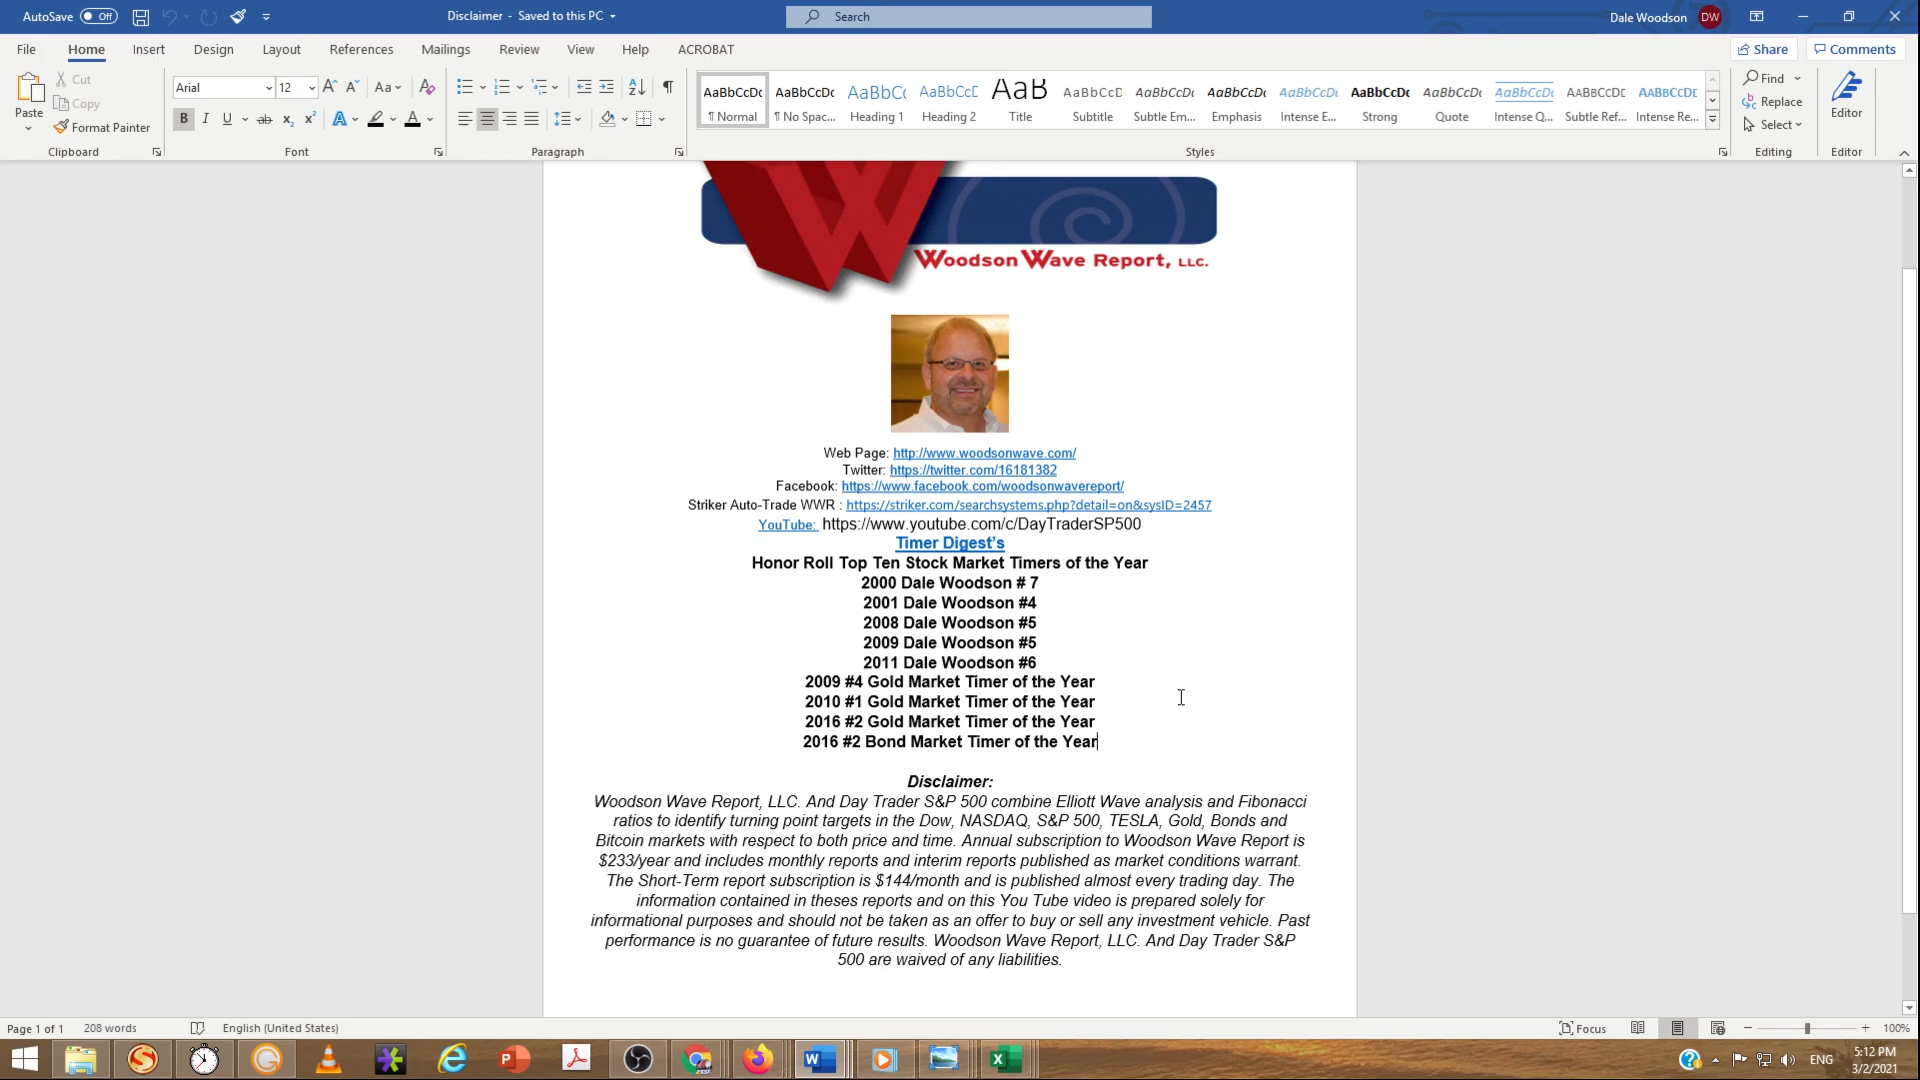 AutoSave Off Disclaimer - Saved to this PC Search Dale Woodson DW
File Home Insert Design Layout References Mailings Review View Help ACROBAT Share Comments
Paste Cut Copy Format Painter Clipboard
Arial 12 Aa Font
Paragraph
AaBbCcDc AaBbCcDc AaBbCc AaBbCcC AaB AaBbCcD AaBbCcDc AaBbCcDc AaBbCcDc AaBbCcDc AaBbCcDc AaBbCcDc AaBbCcDc AaBbCcDc
¶ Normal ¶ No Spac... Heading 1 Heading 2 Title Subtitle Subtle Em... Emphasis Intense E... Strong Quote Intense Q... Subtle Ref... Intense Re...
Styles
Find Replace Select Editing
Editor Editor
Woodson Wave Report, LLC.
Web Page: http://www.woodsonwave.com/
Twitter: https://twitter.com/16181382
Facebook: https://www.facebook.com/woodsonwavereport/
Striker Auto-Trade WWR : https://striker.com/searchsystems.php?detail=on&sysID=2457
YouTube: https://www.youtube.com/c/DayTraderSP500
Timer Digest's
Honor Roll Top Ten Stock Market Timers of the Year
2000 Dale Woodson # 7
2001 Dale Woodson #4
2008 Dale Woodson #5
2009 Dale Woodson #5
2011 Dale Woodson #6
2009 #4 Gold Market Timer of the Year
2010 #1 Gold Market Timer of the Year
2016 #2 Gold Market Timer of the Year
2016 #2 Bond Market Timer of the Year
Disclaimer:
Woodson Wave Report, LLC. And Day Trader S&P 500 combine Elliott Wave analysis and Fibonacci
ratios to identify turning point targets in the Dow, NASDAQ, S&P 500, TESLA, Gold, Bonds and
Bitcoin markets with respect to both price and time. Annual subscription to Woodson Wave Report is
$233/year and includes monthly reports and interim reports published as market conditions warrant.
The Short-Term report subscription is $144/month and is published almost every trading day. The
information contained in theses reports and on this You Tube video is prepared solely for
informational purposes and should not be taken as an offer to buy or sell any investment vehicle. Past
performance is no guarantee of future results. Woodson Wave Report, LLC. And Day Trader S&P
500 are waived of any liabilities.
Page 1 of 1 208 words English (United States) Focus 100%
ENG 5:12 PM
3/2/2021